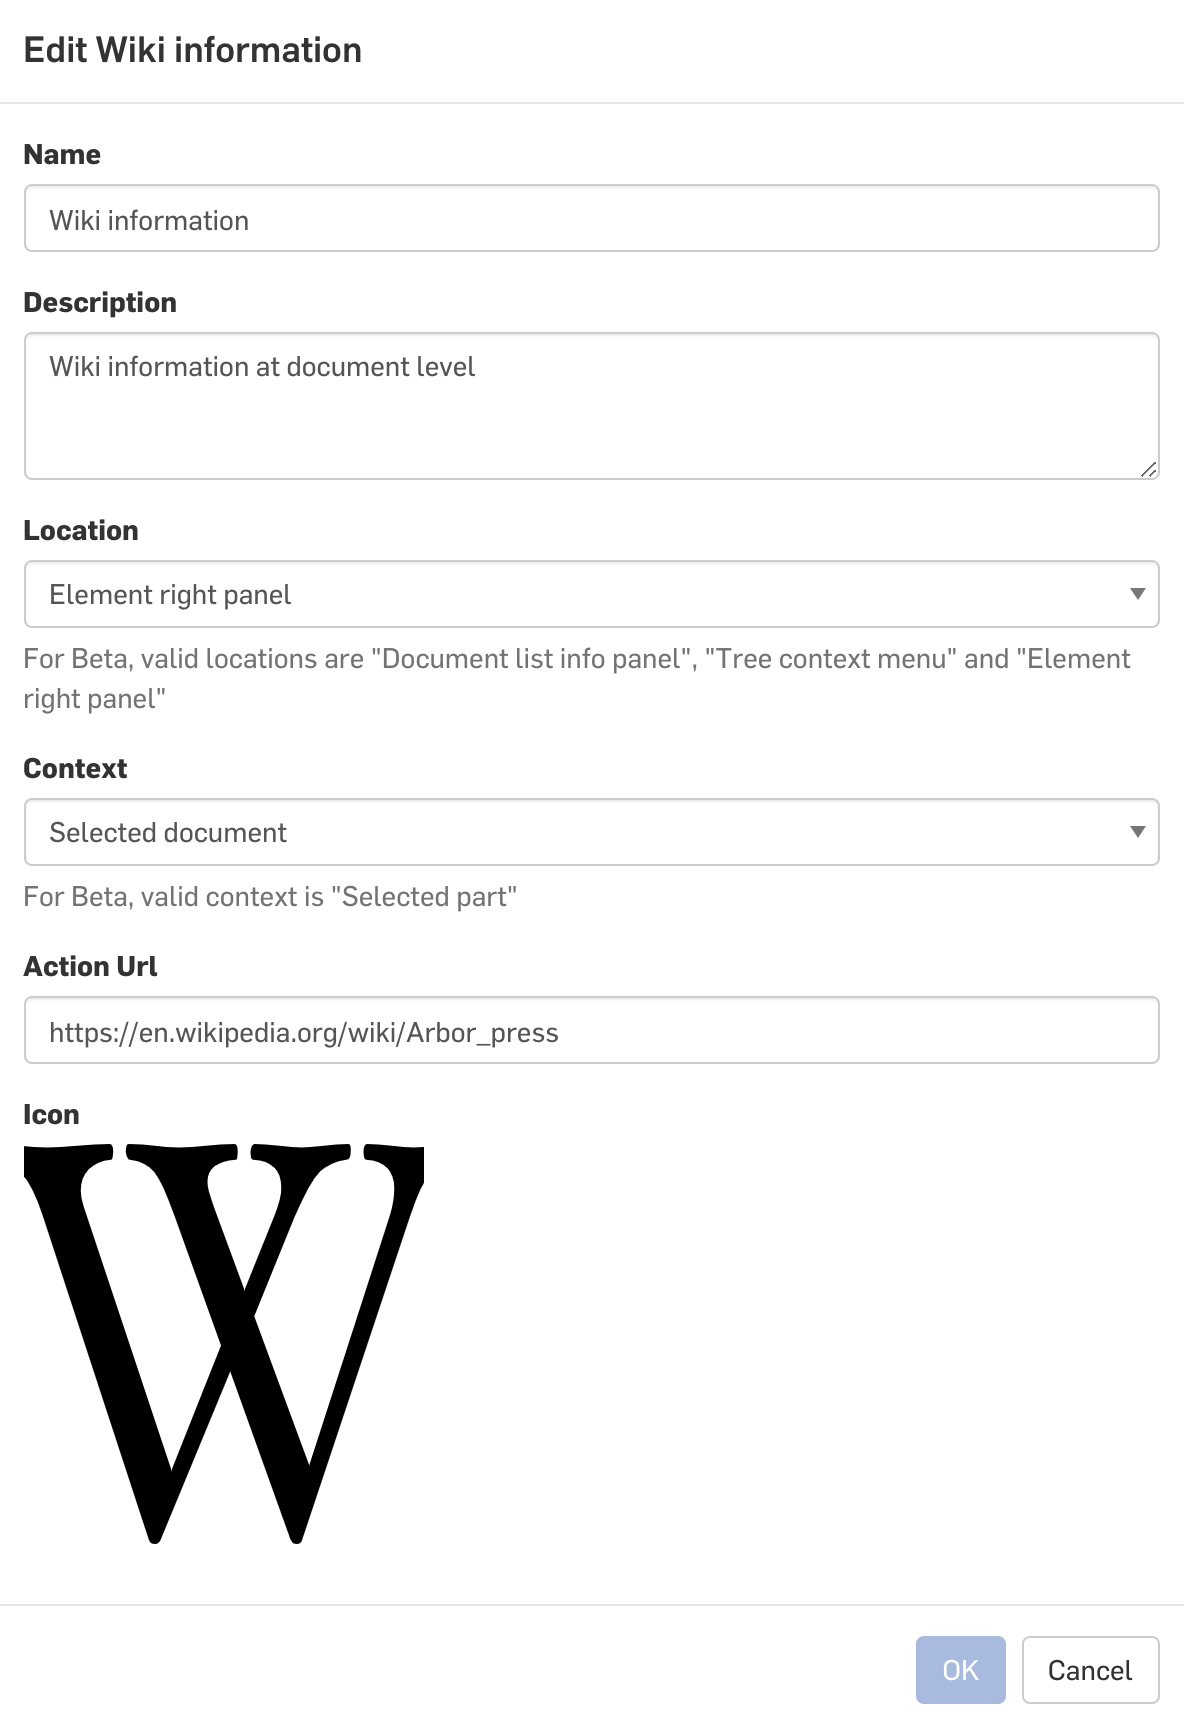 Edit Wiki information
Name
Wiki information
Description
Wiki information at document level
Location
Element right panel
For Beta, valid locations are "Document list info panel", "Tree context menu" and "Element
right panel"
Context
Selected document
For Beta, valid context is "Selected part"
Action Url
https://en.wikipedia.org/wiki/Arbor_press
Icon
W
OK Cancel